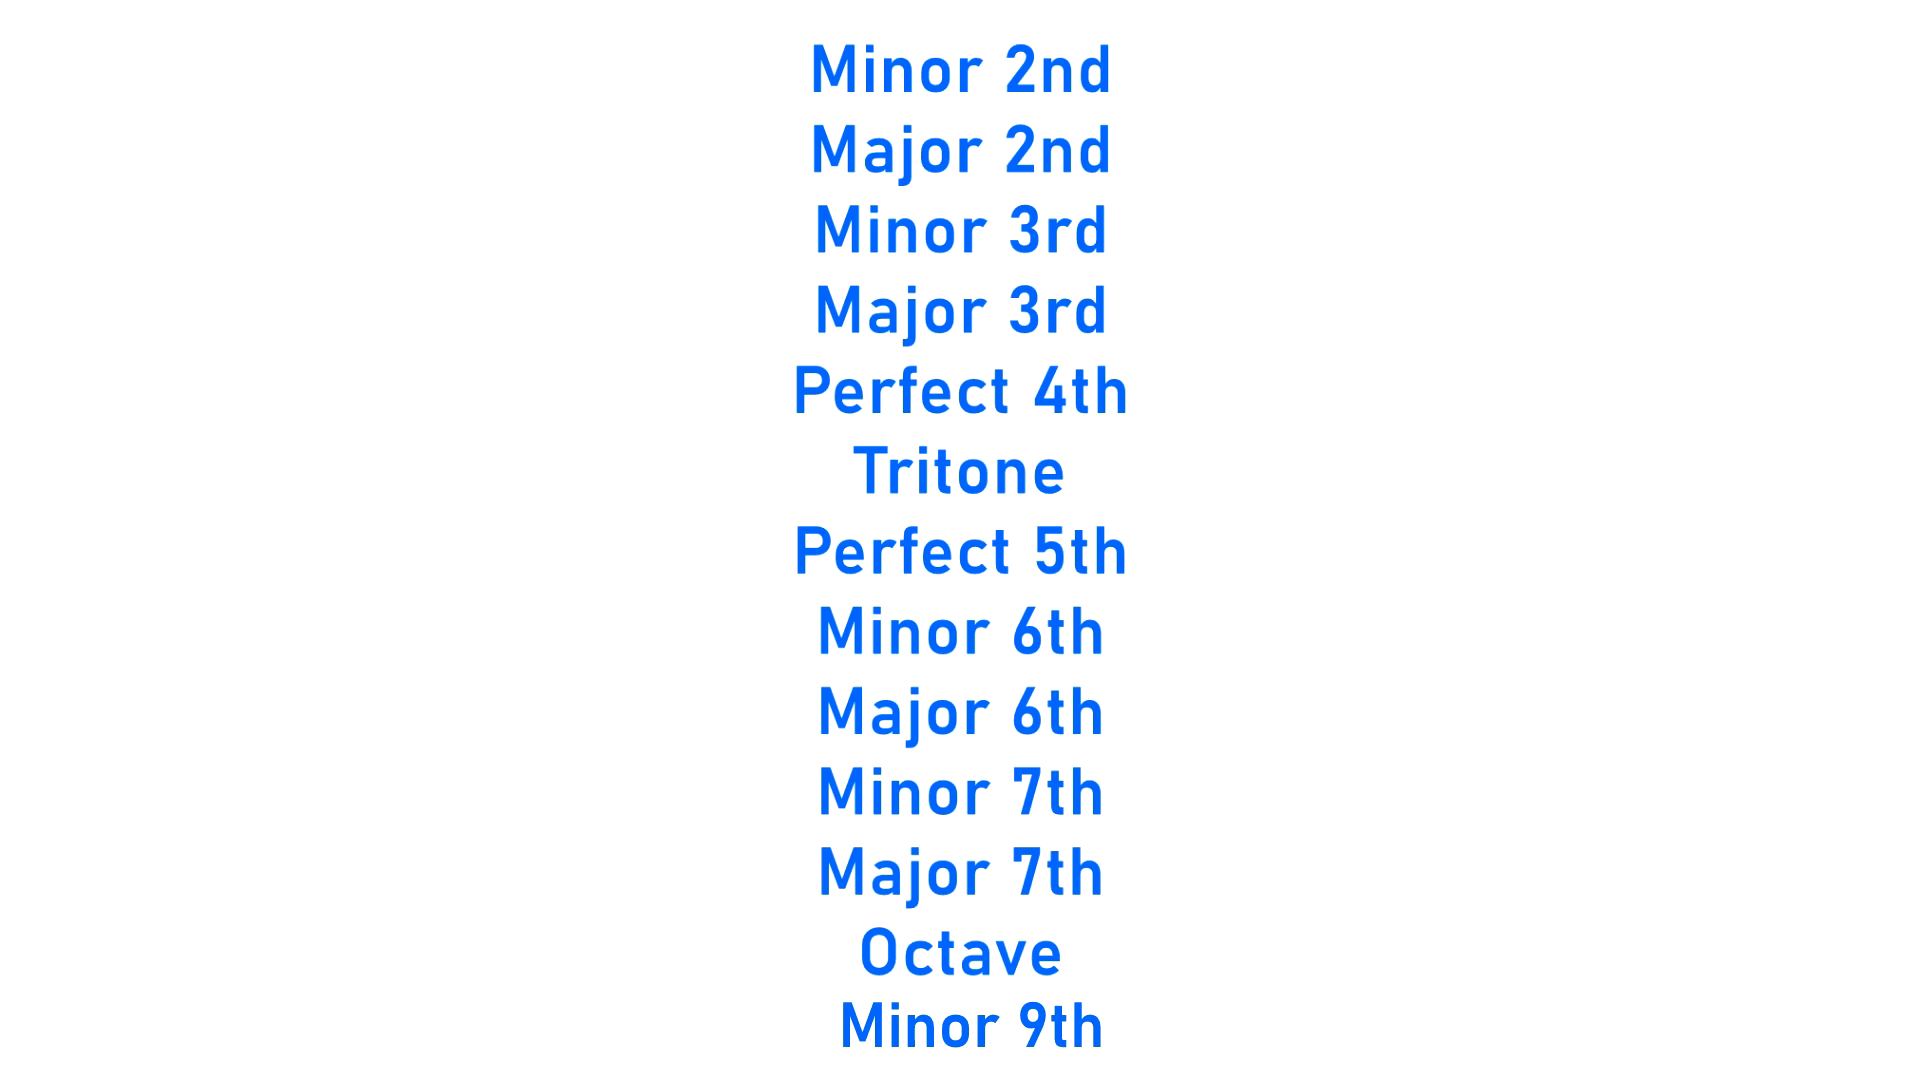 Minor 2nd
Major 2nd
Minor 3rd
Major 3rd
Perfect 4th
Tritone
Perfect 5th
Minor 6th
Major 6th
Minor 7th
Major 7th
Octave
Minor 9th